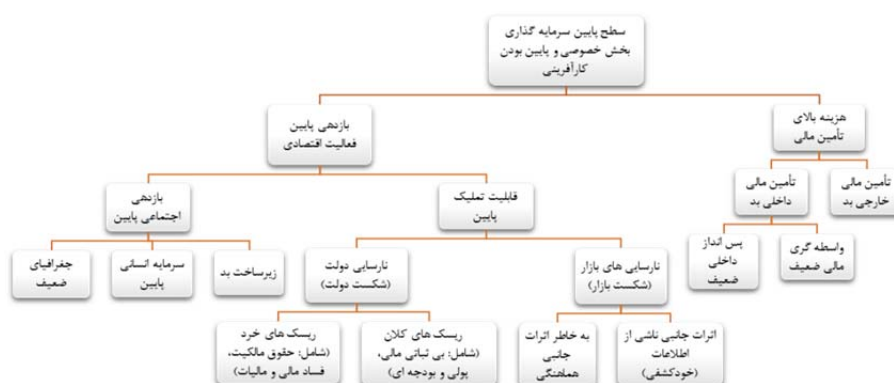 سطح پایین سرمایه گذاری
بخش خصوصی و پایین بودن
کارآفرینی
هزینه بالای
تأمین مالی
بازدهی پایین
فعالیت اقتصادی
تأمین مالی
خارجی بد
تأمین مالی
داخلی بد
قابلیت تملیک
پایین
بازدهی
اجتماعی پایین
واسطه گری
مالی ضعیف
پس انداز
داخلی
ضعیف
نارسایی های بازار
(شکست بازار)
نارسایی دولت
(شکست دولت)
زیرساخت بد
سرمایه انسانی
پایین
جغرافیای
ضعیف
اثرات جانبی ناشی از
اطلاعات
(خودکشفی)
به خاطر اثرات
جانبی
هماهنگی
ریسک های کلان
(شامل: بی ثباتی مالی،
پولی و بودجه ای)
ریسک های خرد
(شامل: حقوق مالکیت،
فساد مالی و مالیات)